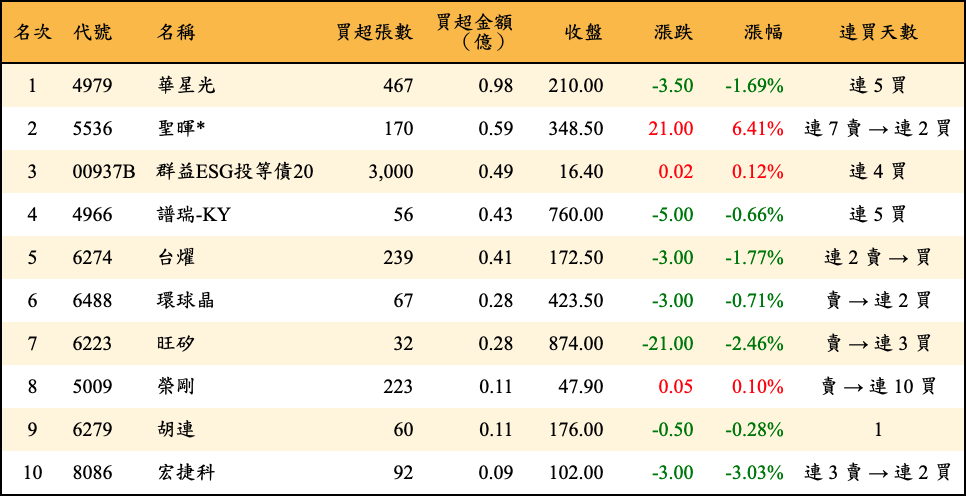 名次 代號 名稱 買超張數 買超金額（億） 收盤 漲跌 漲幅 連買天數
1 4979 華星光 467 0.98 210.00 -3.50 -1.69% 連 5 買
2 5536 聖暉* 170 0.59 348.50 21.00 6.41% 連 7 賣 → 連 2 買
3 00937B 群益ESG投等債20 3,000 0.49 16.40 0.02 0.12% 連 4 買
4 4966 譜瑞-KY 56 0.43 760.00 -5.00 -0.66% 連 5 買
5 6274 台燿 239 0.41 172.50 -3.00 -1.77% 連 2 賣 → 買
6 6488 環球晶 67 0.28 423.50 -3.00 -0.71% 賣 → 連 2 買
7 6223 旺矽 32 0.28 874.00 -21.00 -2.46% 賣 → 連 3 買
8 5009 榮剛 223 0.11 47.90 0.05 0.10% 賣 → 連 10 買
9 6279 胡連 60 0.11 176.00 -0.50 -0.28% 1
10 8086 宏捷科 92 0.09 102.00 -3.00 -3.03% 連 3 賣 → 連 2 買